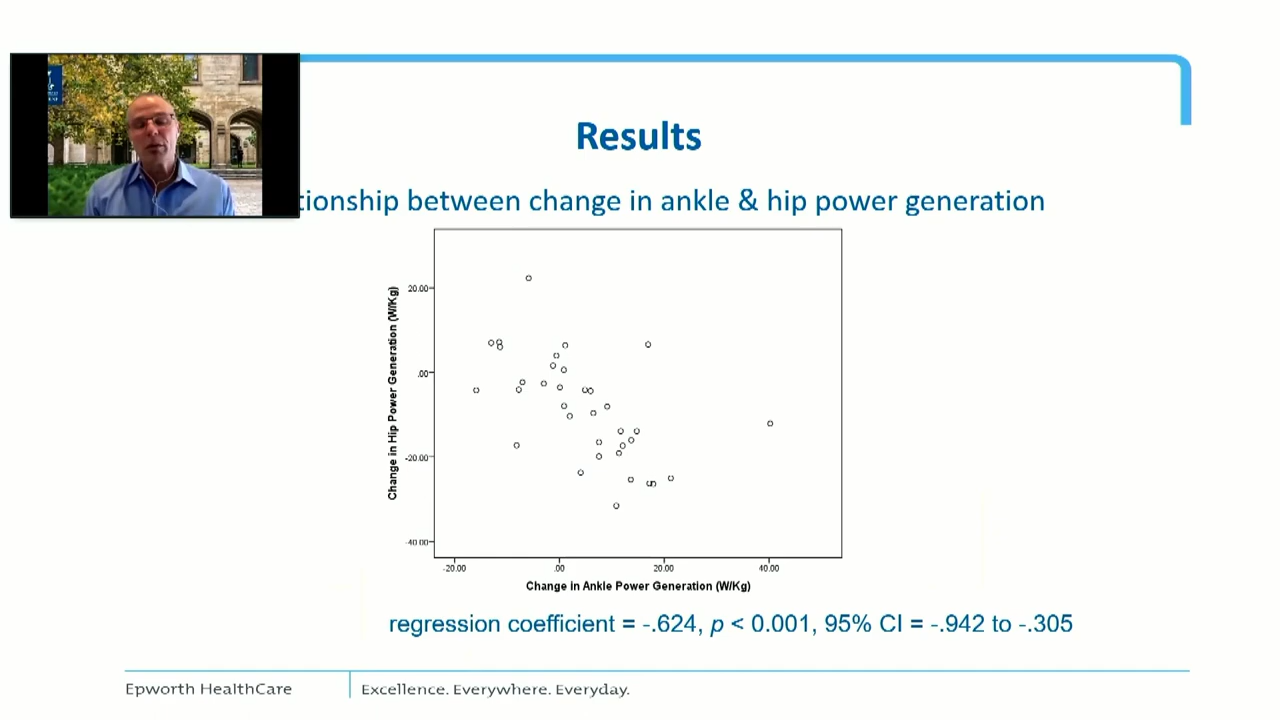 Results
tionship between change in ankle & hip power generation
Change in Hip Power Generation (W/Kg)
20.00
.00
-20.00
-40.00
-20.00 .00 20.00 40.00
Change in Ankle Power Generation (W/Kg)
regression coefficient = -.624, p < 0.001, 95% CI = -.942 to -.305
Epworth HealthCare
Excellence. Everywhere. Everyday.